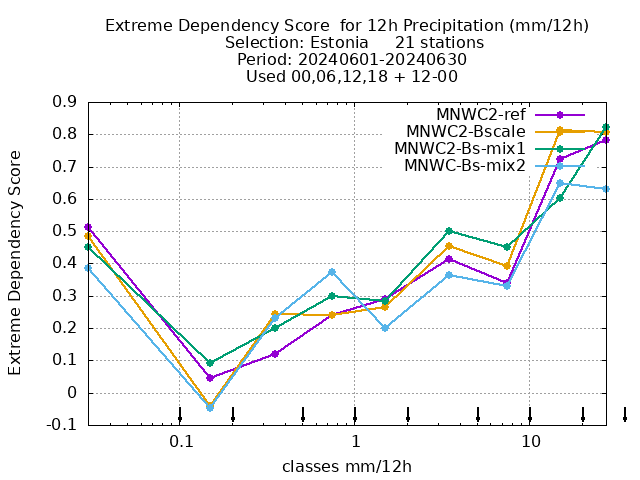 Extreme Dependency Score  for 12h Precipitation (mm/12h)
Selection: Estonia     21 stations
Period: 20240601-20240630
Used 00,06,12,18 + 12-00
MNWC2-ref
MNWC2-Bscale
MNWC2-Bs-mix1
MNWC-Bs-mix2
Extreme Dependency Score
0.9
0.8
0.7
0.6
0.5
0.4
0.3
0.2
0.1
0
-0.1
0.1
1
10
classes mm/12h